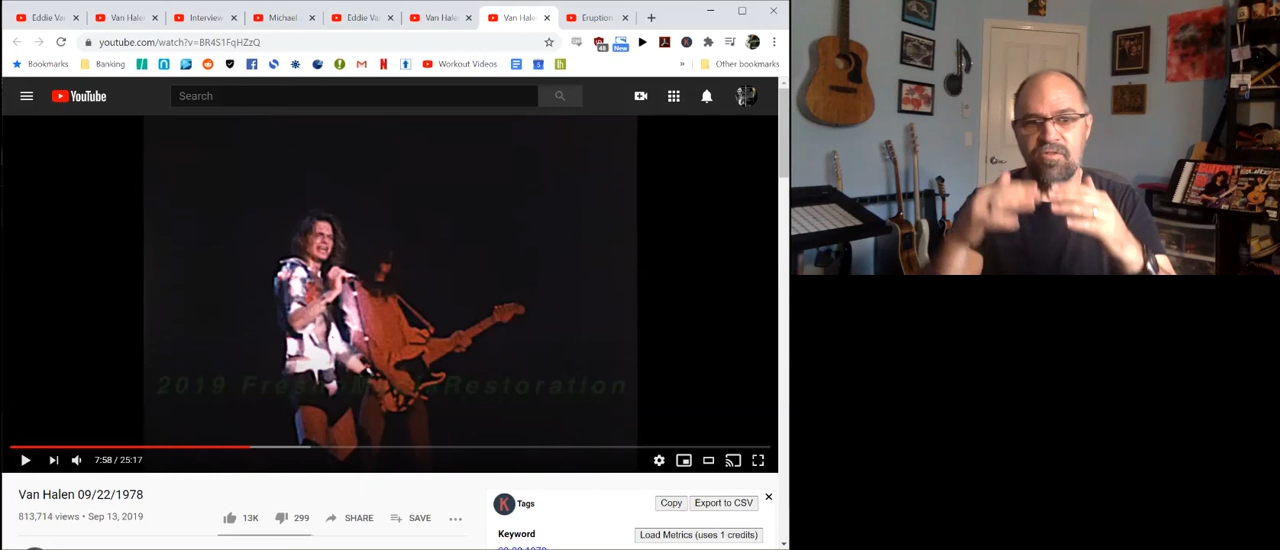 Eddie Va
Van Hale
Interview
Michael
Eddie Va
Van Hale
Van Hale
Eruption
youtube.com/watch?v=BR4S1FqHZzQ
48
New
Bookmarks
Banking
Workout Videos
»
Other bookmarks
YouTube
Search
2019 Fresh Restoration
7:58 / 25:17
Van Halen 09/22/1978
813,714 views • Sep 13, 2019
13K
299
SHARE
SAVE
K Tags
Copy
Export to CSV
Keyword
Load Metrics (uses 1 credits)
GUITAR